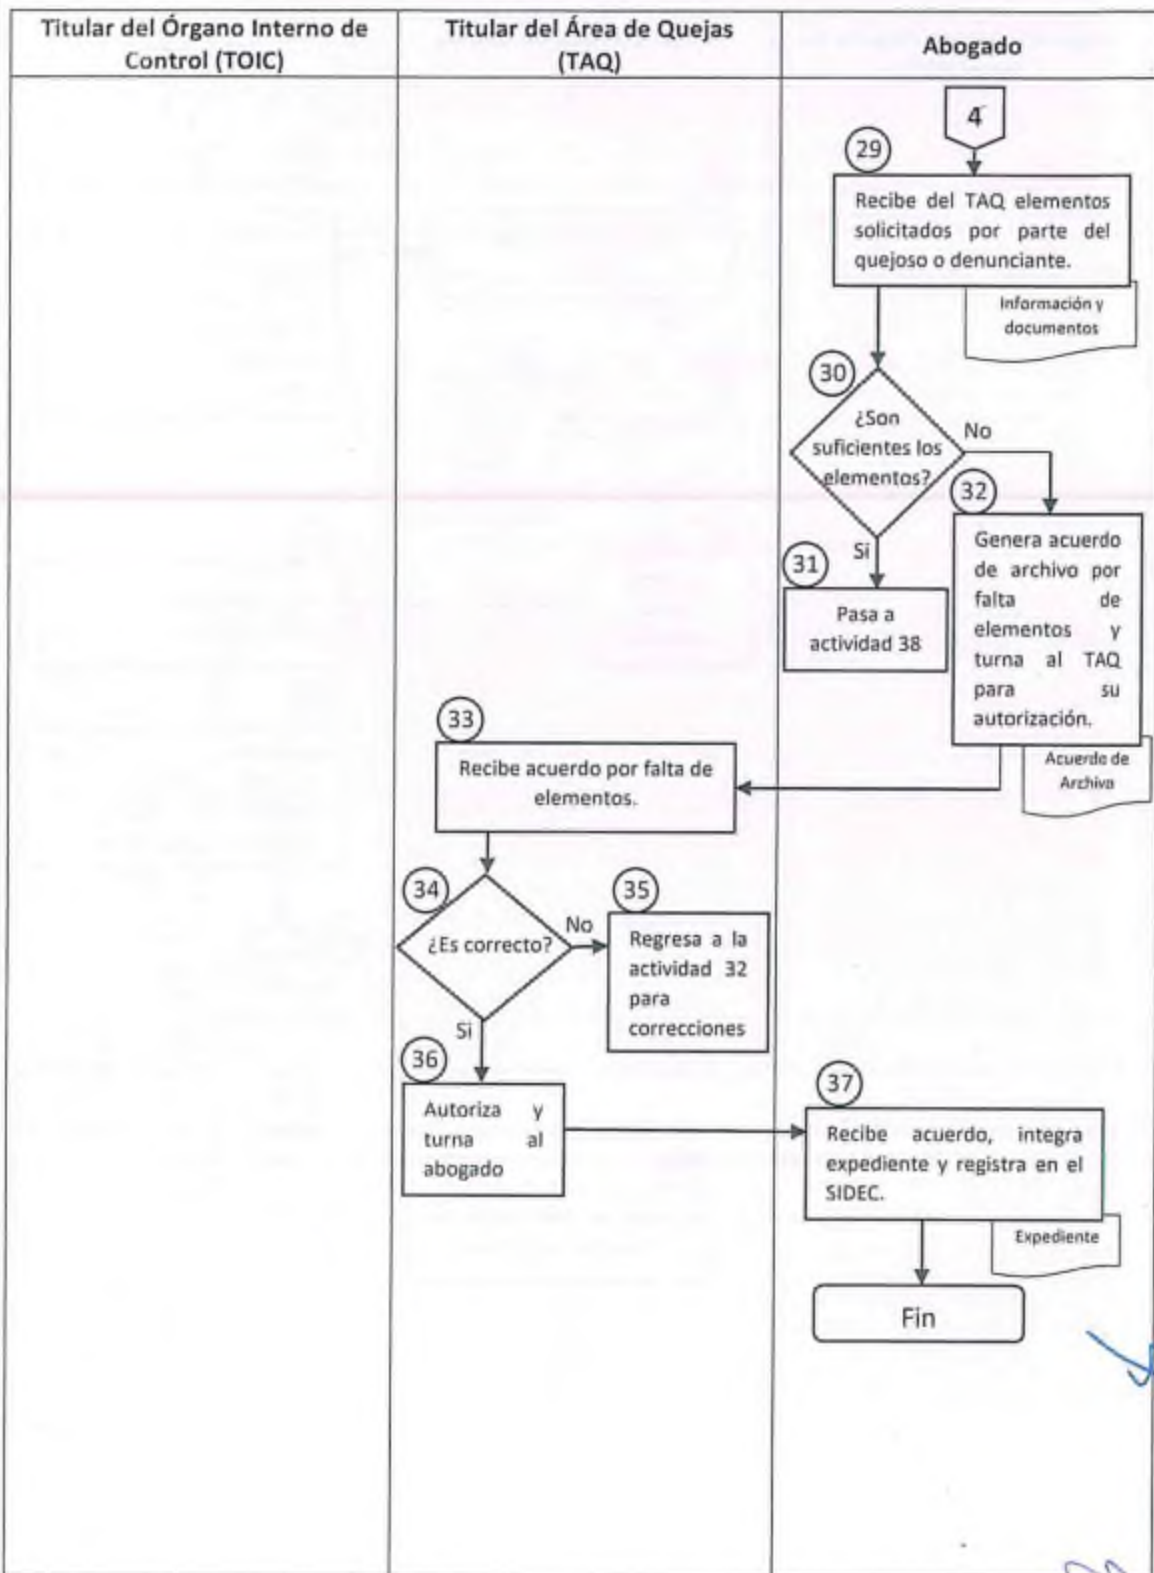 Titular del Órgano Interno de
Control (TOIC)
Titular del Área de Quejas
(TAQ)
Abogado
4
29
Recibe del TAQ elementos
solicitados por parte del
quejoso o denunciante.
Información y
documentos
30
¿Son
suficientes los
elementos?
No
Si
31
Pasa a
actividad 38
32
Genera acuerdo
de archivo por
falta de
elementos y
turna al TAQ
para su
autorización.
Acuerdo de
Archivo
33
Recibe acuerdo por falta de
elementos.
34
¿Es correcto?
No
35
Regresa a la
actividad 32
para
correcciones
Si
36
Autoriza y
turna al
abogado
37
Recibe acuerdo, integra
expediente y registra en el
SIDEC.
Expediente
Fin